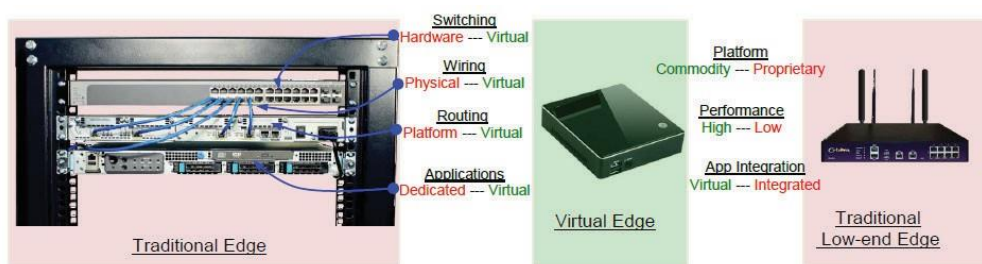 Switching
Hardware --- Virtual
Wiring
Physical --- Virtual
Routing
Platform --- Virtual
Applications
Dedicated --- Virtual
Traditional Edge
Virtual Edge
Platform
Commodity --- Proprietary
Performance
High --- Low
App Integration
Virtual --- Integrated
Traditional
Low-end Edge